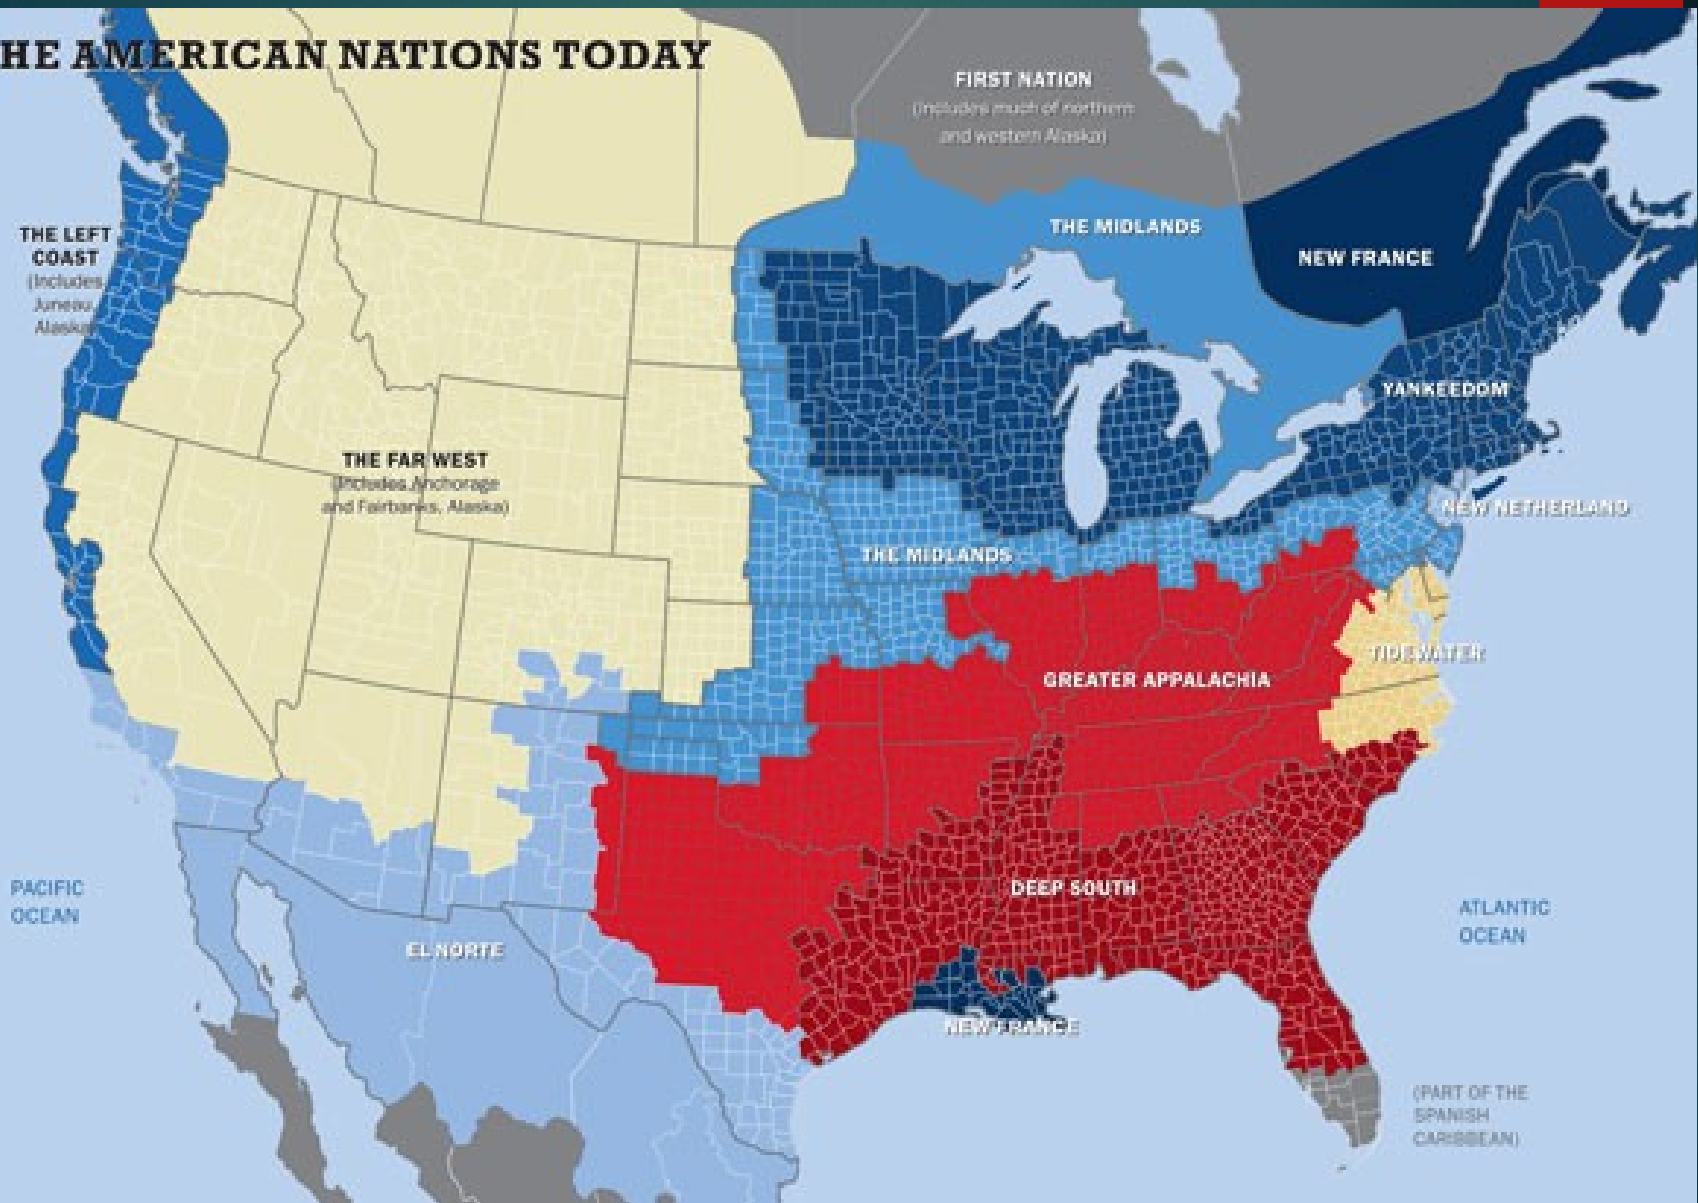 HE AMERICAN NATIONS TODAY
FIRST NATION
(Includes much of northern
and western Alaska)
THE MIDLANDS
NEW FRANCE
THE LEFT
COAST
(Includes
Juneau,
Alaska)
YANKEEDOM
THE FAR WEST
(Includes Anchorage
and Fairbanks, Alaska)
NEW NETHERLAND
THE MIDLANDS
TIDEWATER
GREATER APPALACHIA
DEEP SOUTH
PACIFIC
OCEAN
ATLANTIC
OCEAN
EL NORTE
NEW FRANCE
(PART OF THE
SPANISH
CARIBBEAN)